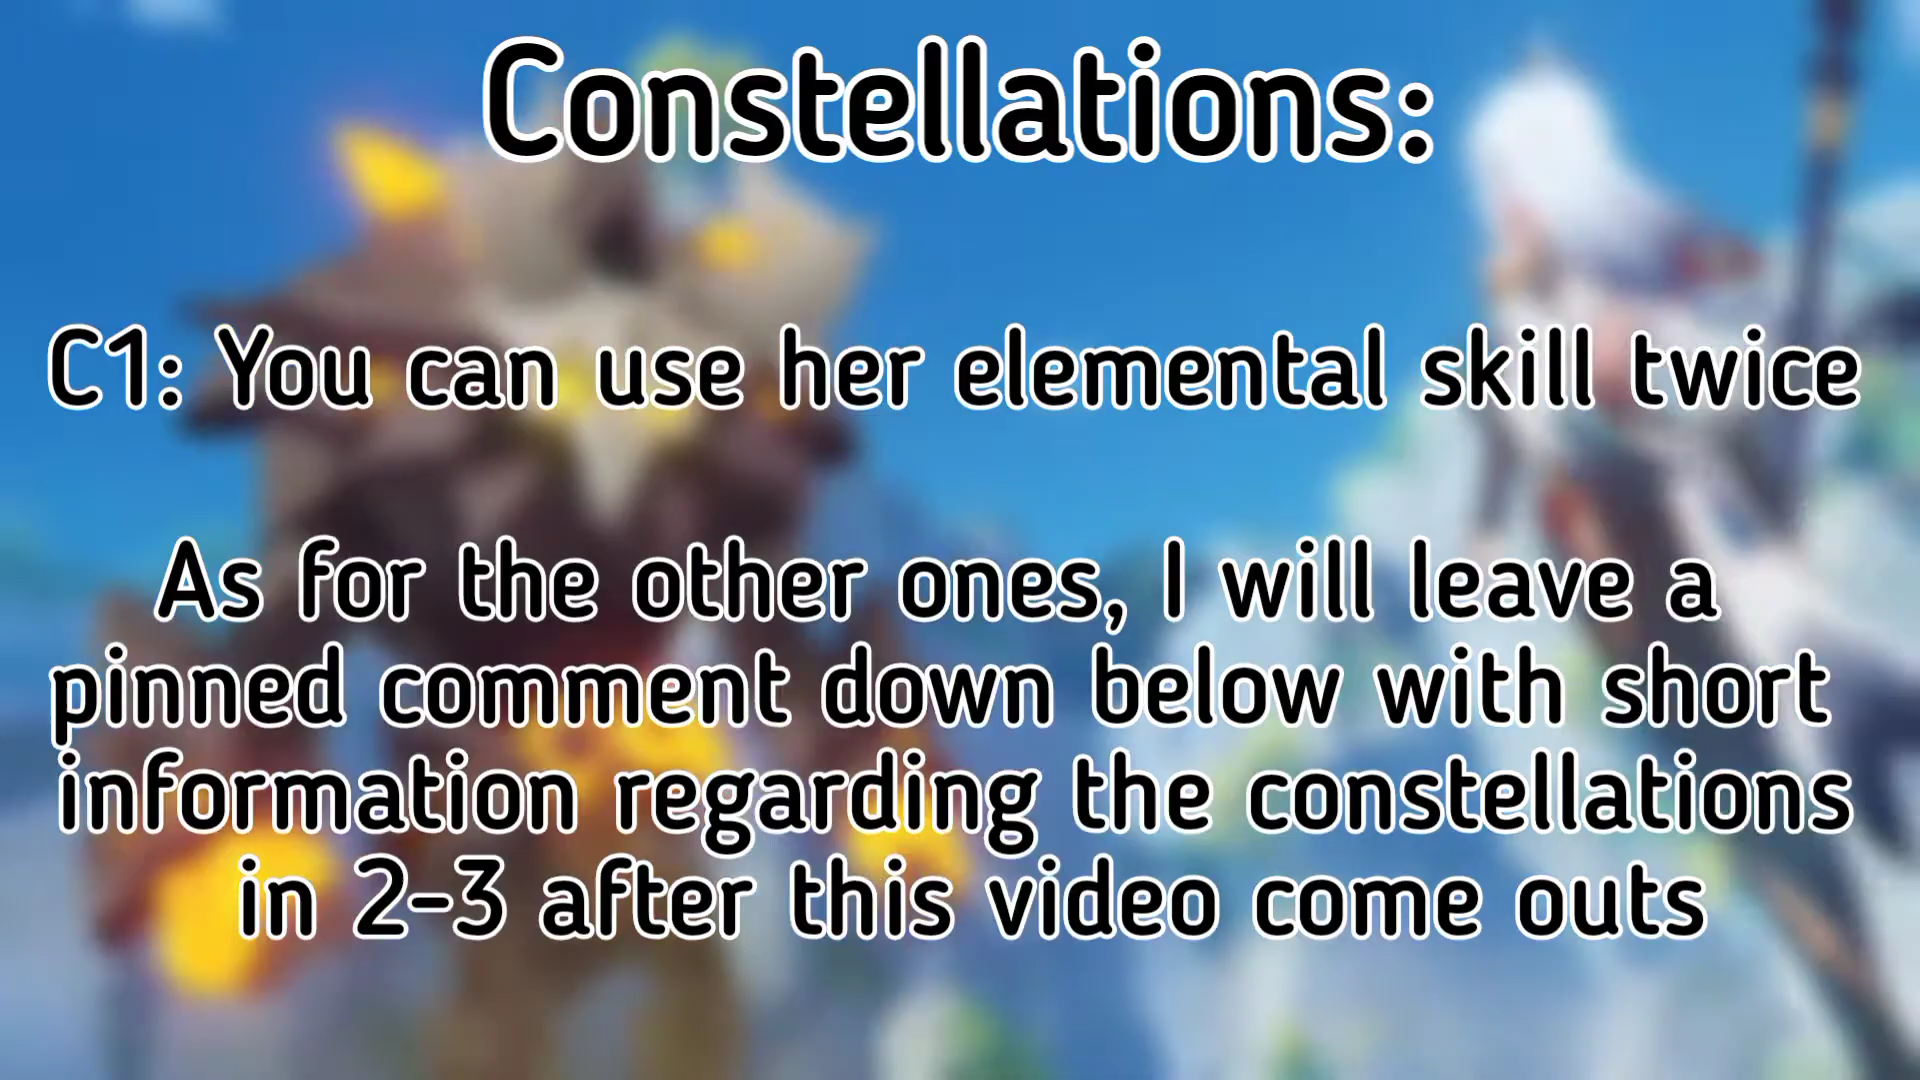 Constellations:
C1: You can use her elemental skill twice
As for the other ones, I will leave a
pinned comment down below with short
information regarding the constellations
in 2-3 after this video come outs